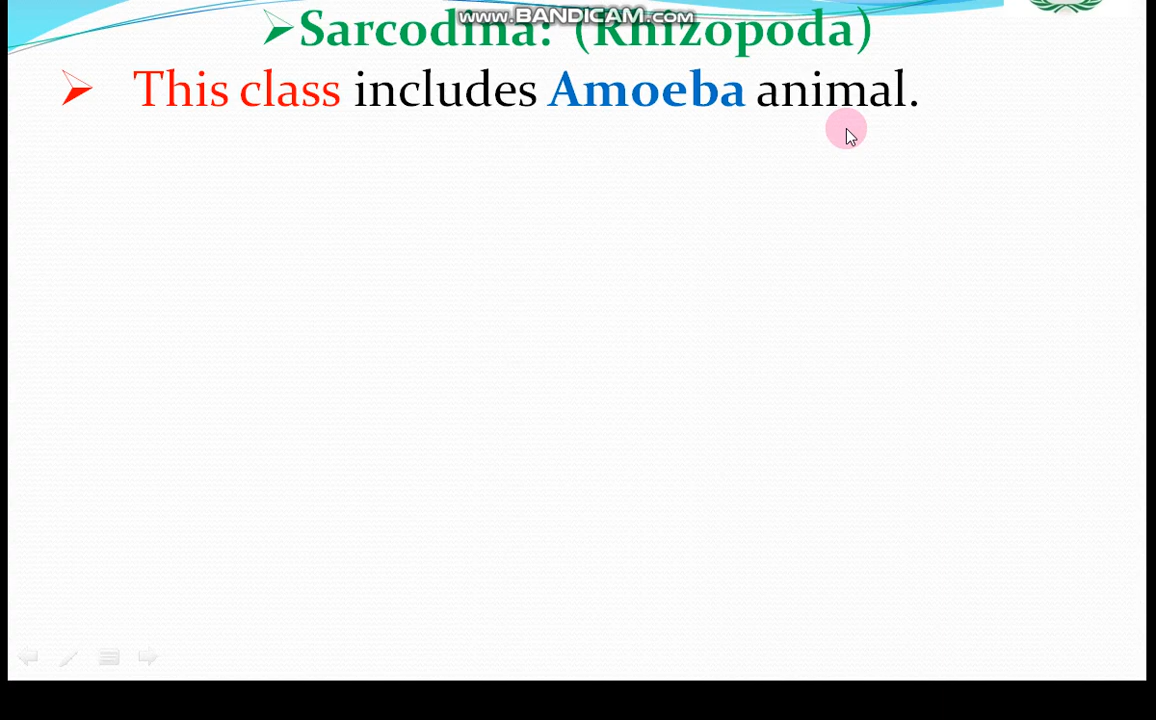 www.BANDICAM.com
➢Sarcodina: (Rhizopoda)
➢ This class includes Amoeba animal.